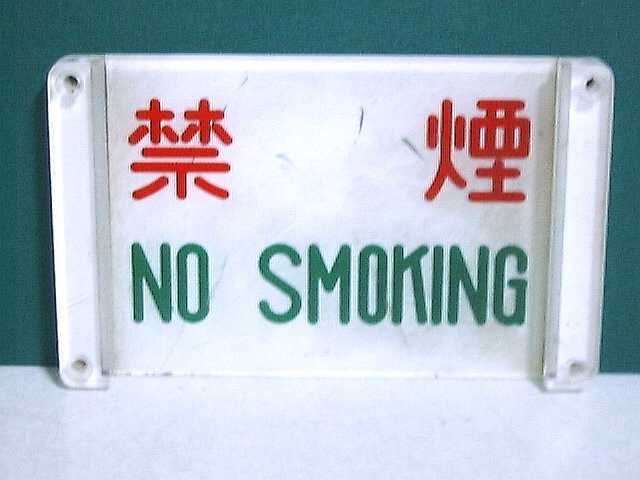 禁 煙
NO SMOKING